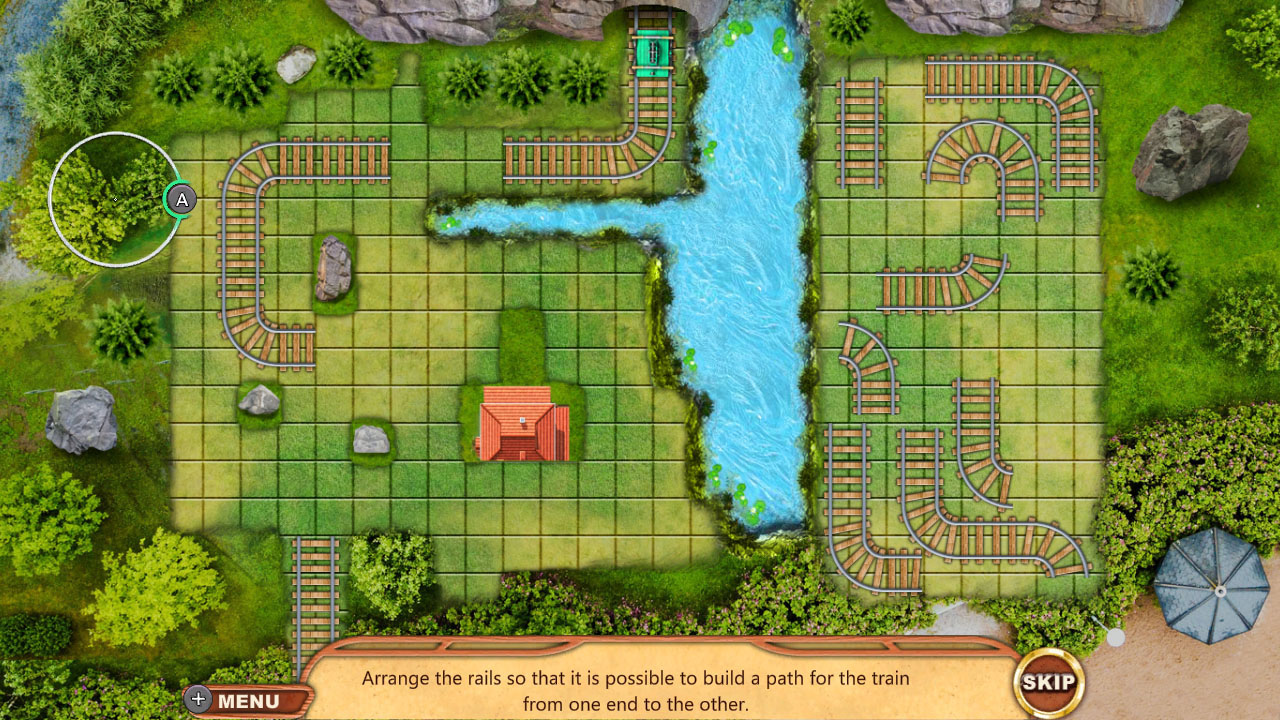 A
Arrange the rails so that it is possible to build a path for the train
from one end to the other.
SKIP
+ MENU